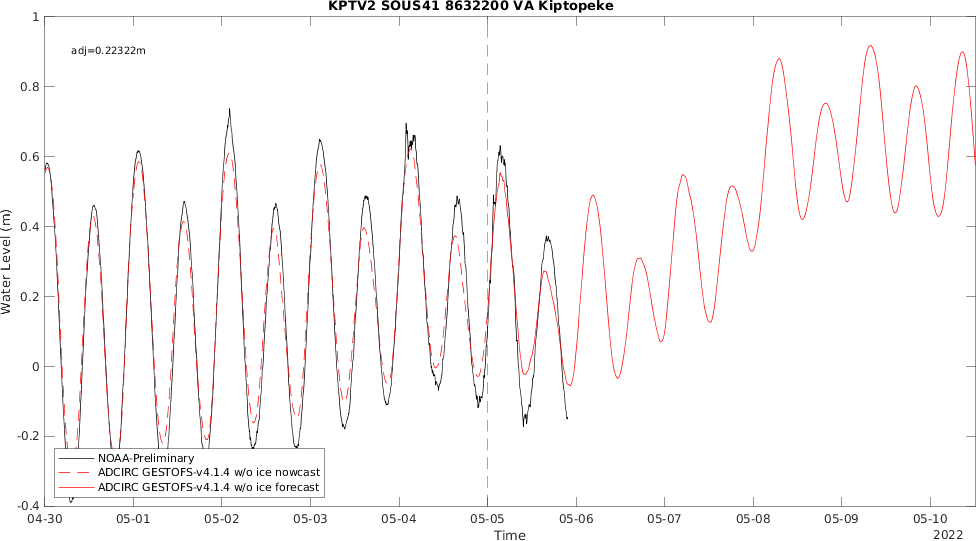 KPTV2 SOUS41 8632200 VA Kiptopeke
1
adj=0.22322m
0.8
0.6
0.4
0.2
0
-0.2
-0.4
Water Level (m)
NOAA-Preliminary
ADCIRC GESTOFS-v4.1.4 w/o ice nowcast
ADCIRC GESTOFS-v4.1.4 w/o ice forecast
04-30 05-01 05-02 05-03 05-04 05-05 05-06 05-07 05-08 05-09 05-10
Time
2022